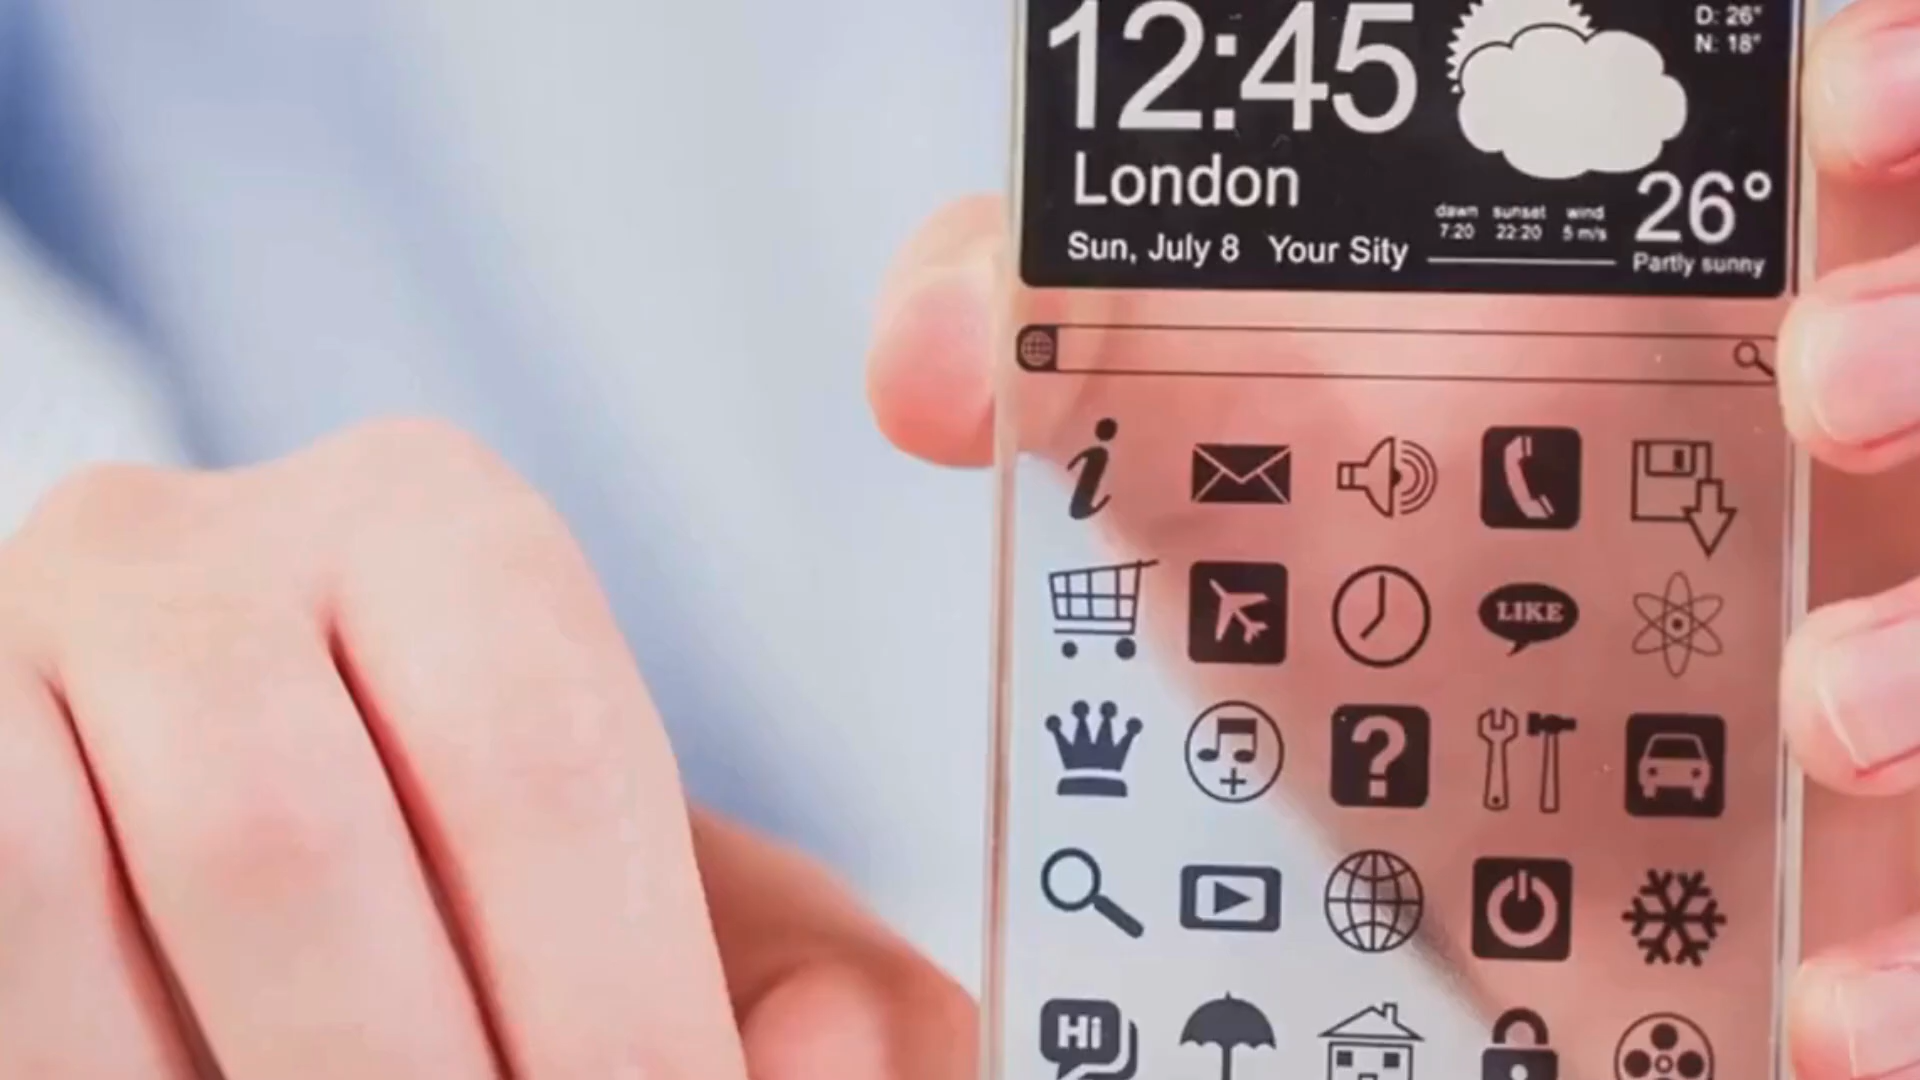 12:45
D: 26°
N: 18°
London
26°
dawn sunset wind
7:20 22:20 5 m/s
Sun, July 8 Your Sity
Partly sunny
LIKE
Hi